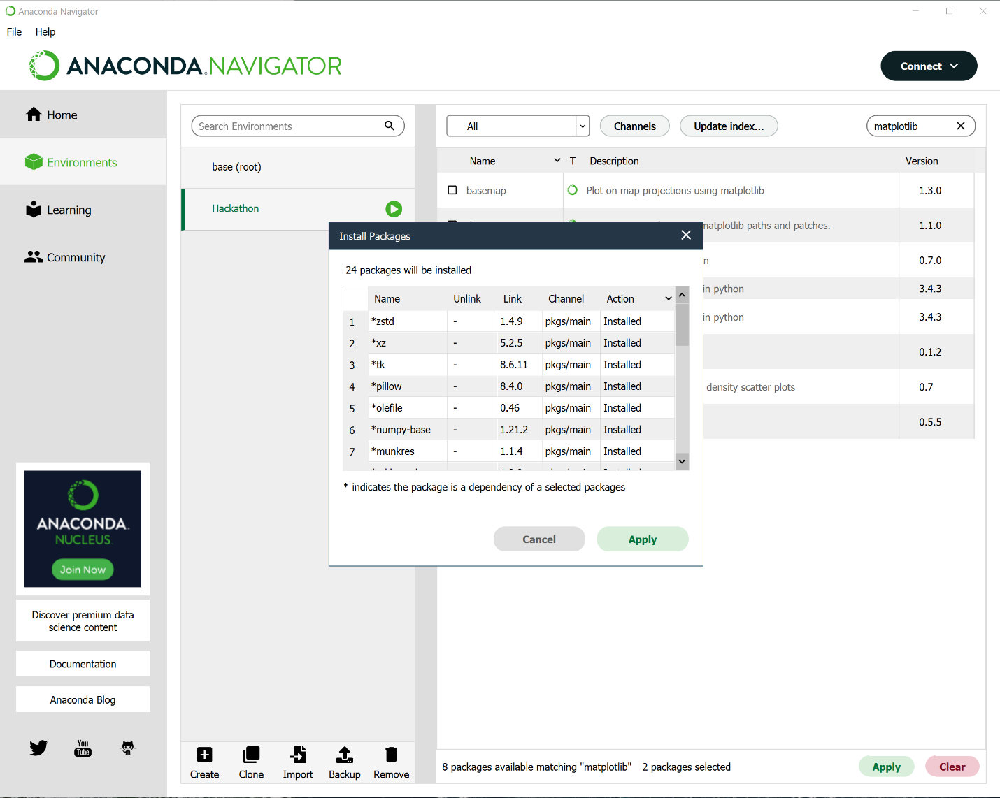 Anaconda Navigator
File Help
ANACONDA.NAVIGATOR
Connect
Home
Environments
Learning
Community
ANACONDA.
NUCLEUS
Join Now
Discover premium data
science content
Documentation
Anaconda Blog
You
Tube
Search Environments
base (root)
Hackathon
Create Clone Import Backup Remove
All Channels Update index... matplotlib
Name T Description Version
basemap Plot on map projections using matplotlib 1.3.0
matplotlib paths and patches. 1.1.0
0.7.0
in python 3.4.3
in python 3.4.3
0.1.2
density scatter plots 0.7
0.5.5
Install Packages
24 packages will be installed
Name Unlink Link Channel Action
1 *zstd - 1.4.9 pkgs/main Installed
2 *xz - 5.2.5 pkgs/main Installed
3 *tk - 8.6.11 pkgs/main Installed
4 *pillow - 8.4.0 pkgs/main Installed
5 *olefile - 0.46 pkgs/main Installed
6 *numpy-base - 1.21.2 pkgs/main Installed
7 *munkres - 1.1.4 pkgs/main Installed
* indicates the package is a dependency of a selected packages
Cancel Apply
8 packages available matching "matplotlib" 2 packages selected
Apply Clear